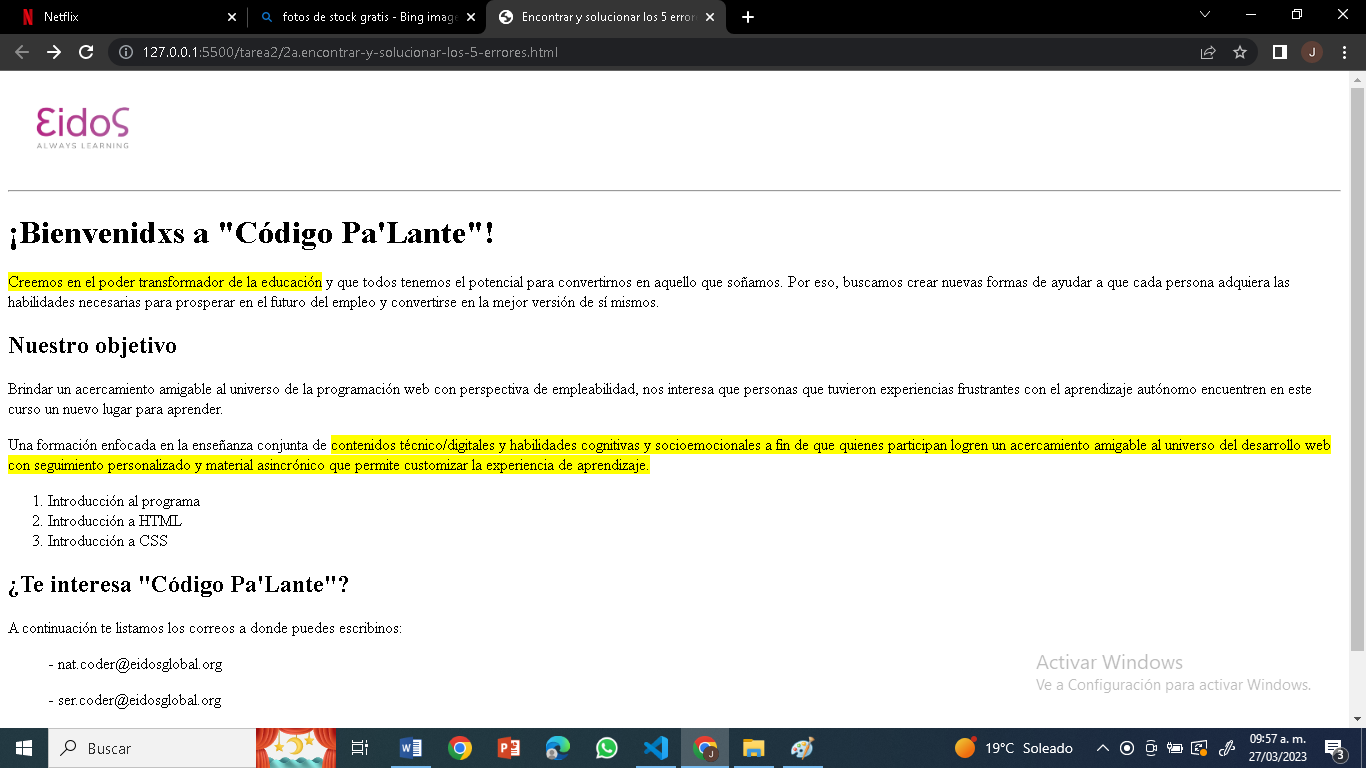 Netflix
fotos de stock gratis - Bing image
Encontrar y solucionar los 5 error
127.0.0.1:5500/tarea2/2a.encontrar-y-solucionar-los-5-errores.html
J
εidoς
ALWAYS LEARNING
¡Bienvenidxs a "Código Pa'Lante"!
Creemos en el poder transformador de la educación y que todos tenemos el potencial para convertirnos en aquello que soñamos. Por eso, buscamos crear nuevas formas de ayudar a que cada persona adquiera las
habilidades necesarias para prosperar en el futuro del empleo y convertirse en la mejor versión de sí mismos.
Nuestro objetivo
Brindar un acercamiento amigable al universo de la programación web con perspectiva de empleabilidad, nos interesa que personas que tuvieron experiencias frustrantes con el aprendizaje autónomo encuentren en este
curso un nuevo lugar para aprender.
Una formación enfocada en la enseñanza conjunta de contenidos técnico/digitales y habilidades cognitivas y socioemocionales a fin de que quienes participan logren un acercamiento amigable al universo del desarrollo web
con seguimiento personalizado y material asincrónico que permite customizar la experiencia de aprendizaje.
1. Introducción al programa
2. Introducción a HTML
3. Introducción a CSS
¿Te interesa "Código Pa'Lante"?
A continuación te listamos los correos a donde puedes escribinos:
- nat.coder@eidosglobal.org
- ser.coder@eidosglobal.org
Activar Windows
Ve a Configuración para activar Windows.
Buscar
19°C Soleado
09:57 a. m.
27/03/2023
3